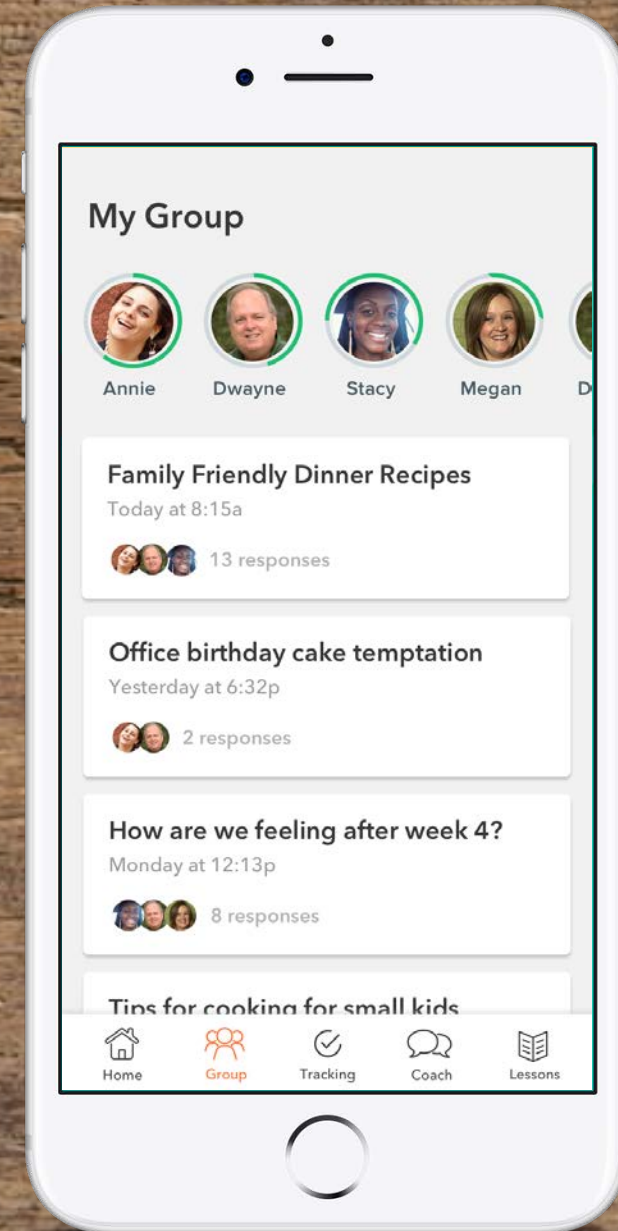 My Group
Annie Dwayne Stacy Megan D
Family Friendly Dinner Recipes
Today at 8:15a
13 responses
Office birthday cake temptation
Yesterday at 6:32p
2 responses
How are we feeling after week 4?
Monday at 12:13p
8 responses
Tips for cooking for small kids
Home Group Tracking Coach Lessons